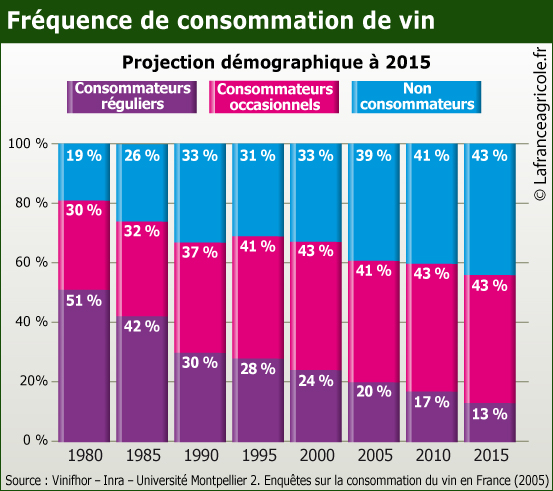 Fréquence de consommation de vin
Projection démographique à 2015
Consommateurs réguliers
Consommateurs occasionnels
Non consommateurs
© Lafranceagricole.fr
100 %
80 %
60 %
40 %
20%
0 %
19 % 26 % 33 % 31 % 33 % 39 % 41 % 43 %
30 % 32 % 37 % 41 % 43 % 41 % 43 % 43 %
51 % 42 % 30 % 28 % 24 % 20 % 17 % 13 %
1980 1985 1990 1995 2000 2005 2010 2015
Source : Vinifhor – Inra – Université Montpellier 2. Enquêtes sur la consommation du vin en France (2005)